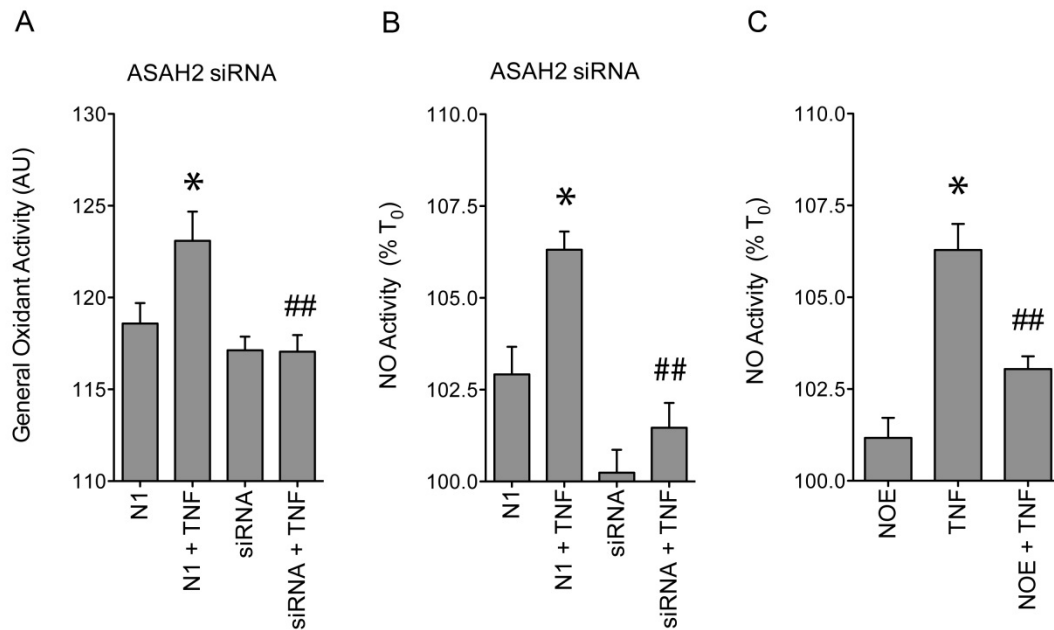 A
ASAH2 siRNA
General Oxidant Activity (AU)
130
125
120
115
110
*
##
N1
N1 + TNF
siRNA
siRNA + TNF
B
ASAH2 siRNA
NO Activity (% T₀)
110.0
107.5
105.0
102.5
100.0
*
##
N1
N1 + TNF
siRNA
siRNA + TNF
C
NO Activity (% T₀)
110.0
107.5
105.0
102.5
100.0
*
##
NOE
TNF
NOE + TNF